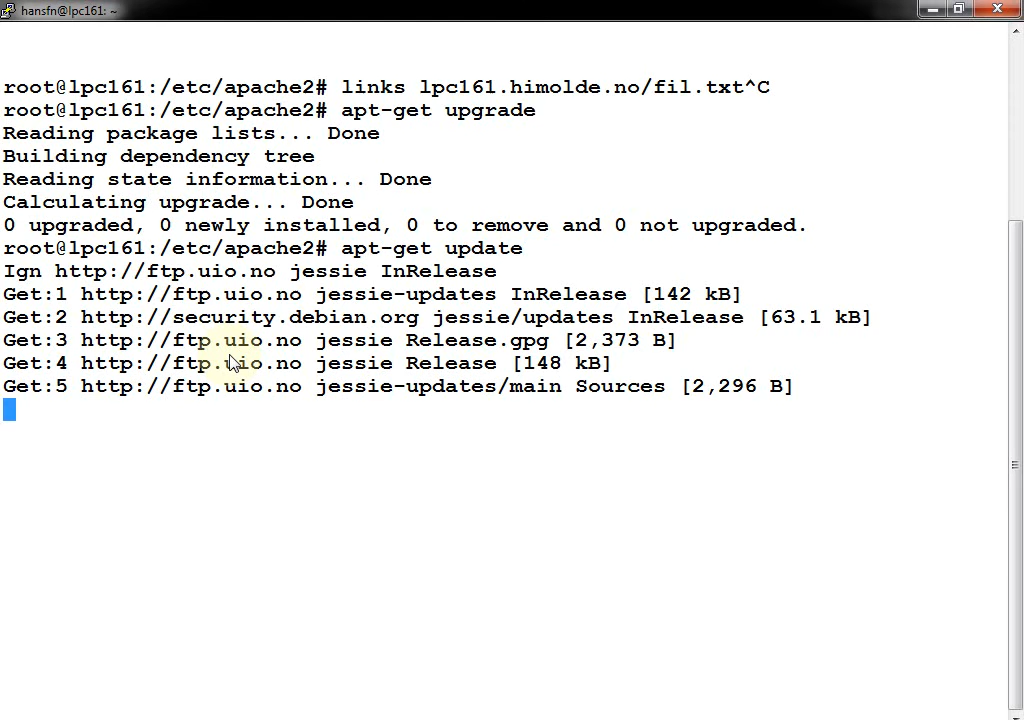 hansfn@lpc161: ~
root@lpc161:/etc/apache2# links lpc161.himolde.no/fil.txt^C
root@lpc161:/etc/apache2# apt-get upgrade
Reading package lists... Done
Building dependency tree
Reading state information... Done
Calculating upgrade... Done
0 upgraded, 0 newly installed, 0 to remove and 0 not upgraded.
root@lpc161:/etc/apache2# apt-get update
Ign http://ftp.uio.no jessie InRelease
Get:1 http://ftp.uio.no jessie-updates InRelease [142 kB]
Get:2 http://security.debian.org jessie/updates InRelease [63.1 kB]
Get:3 http://ftp.uio.no jessie Release.gpg [2,373 B]
Get:4 http://ftp.uio.no jessie Release [148 kB]
Get:5 http://ftp.uio.no jessie-updates/main Sources [2,296 B]